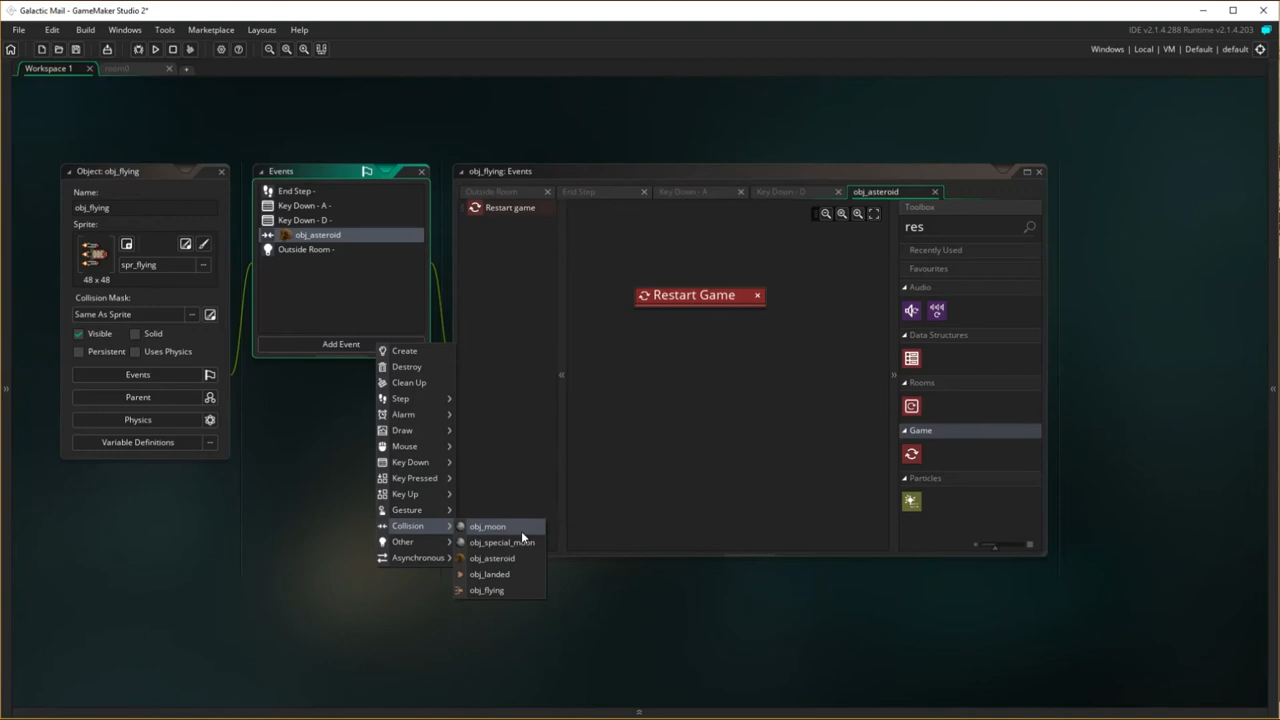 Galactic Mail - GameMaker Studio 2*
File Edit Build Windows Tools Marketplace Layouts Help
IDE v2.1.4.288 Runtime v2.1.4.203
Windows | Local | VM | Default | default
Workspace 1
room0
Object: obj_flying
Name:
obj_flying
Sprite:
spr_flying
48 x 48
Collision Mask:
Same As Sprite
Visible Solid
Persistent Uses Physics
Events
Parent
Physics
Variable Definitions
Events
End Step -
Key Down - A -
Key Down - D -
obj_asteroid
Outside Room -
Add Event
Create
Destroy
Clean Up
Step
Alarm
Draw
Mouse
Key Down
Key Pressed
Key Up
Gesture
Collision
Other
Asynchronous
obj_moon
obj_special_moon
obj_asteroid
obj_landed
obj_flying
obj_flying: Events
Outside Room End Step Key Down - A Key Down - D obj_asteroid
Restart game
Restart Game
Toolbox
res
Recently Used
Favourites
Audio
Data Structures
Rooms
Game
Particles